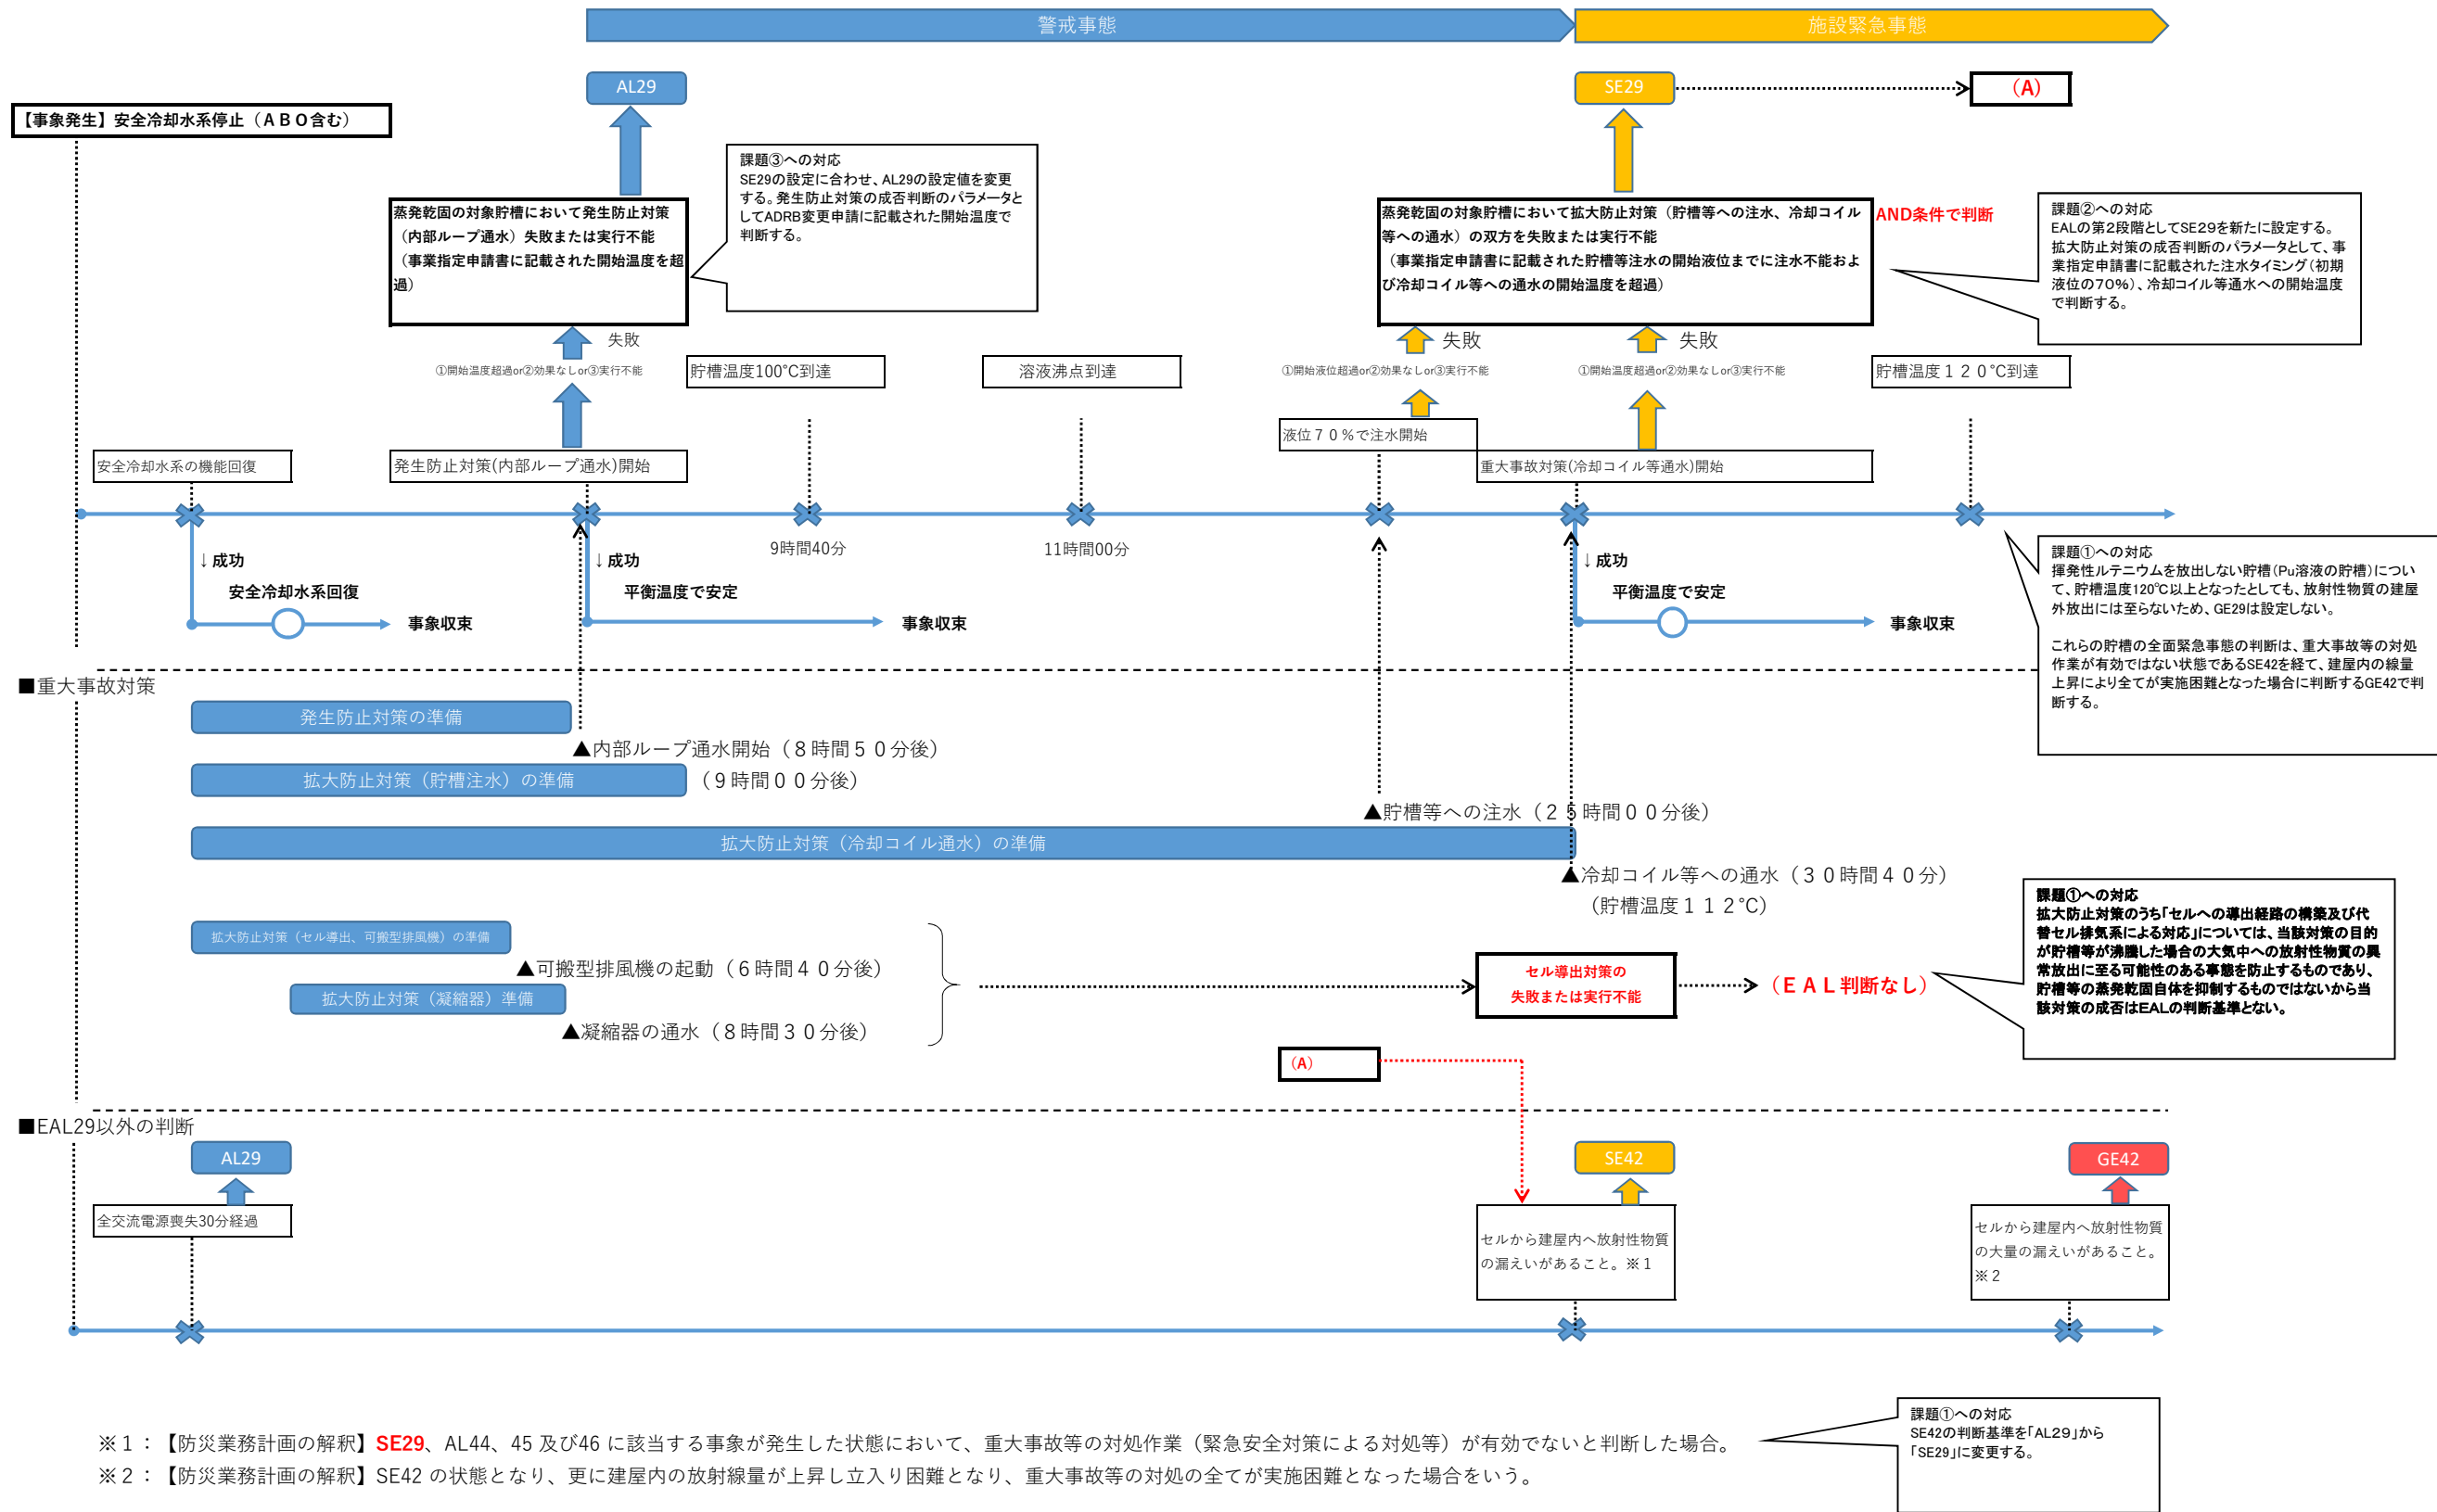 警戒事態
施設緊急事態
AL29
SE29
（A）
【事象発生】安全冷却水系停止（ＡＢＯ含む）
課題③への対応
SE29の設定に合わせ、AL29の設定値を変更
する。発生防止対策の成否判断のパラメータと
してADRB変更申請に記載された開始温度で
判断する。
蒸発乾固の対象貯槽において発生防止対策
（内部ループ通水）失敗または実行不能
（事業指定申請書に記載された開始温度を超
過）
蒸発乾固の対象貯槽において拡大防止対策（貯槽等への注水、冷却コイル
等への通水）の双方を失敗または実行不能
（事業指定申請書に記載された貯槽等注水の開始液位までに注水不能およ
び冷却コイル等への通水の開始温度を超過）
AND条件で判断
課題②への対応
EALの第２段階としてSE29を新たに設定する。
拡大防止対策の成否判断のパラメータとして、事
業指定申請書に記載された注水タイミング（初期
液位の70％）、冷却コイル等通水への開始温度
で判断する。
失敗
失敗
失敗
①開始温度超過or②効果なしor③実行不能
貯槽温度100℃到達
溶液沸点到達
①開始液位超過or②効果なしor③実行不能
①開始温度超過or②効果なしor③実行不能
貯槽温度１２０℃到達
液位７０％で注水開始
安全冷却水系の機能回復
発生防止対策(内部ループ通水)開始
重大事故対策(冷却コイル等通水)開始
9時間40分
11時間00分
↓成功
安全冷却水系回復
事象収束
↓成功
平衡温度で安定
事象収束
↓成功
平衡温度で安定
事象収束
課題①への対応
揮発性ルテニウムを放出しない貯槽（Pu溶液の貯槽）につい
て、貯槽温度120℃以上となったとしても、放射性物質の建屋
外放出には至らないため、GE29は設定しない。
これらの貯槽の全面緊急事態の判断は、重大事故等の対処
作業が有効ではない状態であるSE42を経て、建屋内の線量
上昇により全てが実施困難となった場合に判断するGE42で判
断する。
■重大事故対策
発生防止対策の準備
▲内部ループ通水開始（８時間５０分後）
拡大防止対策（貯槽注水）の準備
（９時間００分後）
▲貯槽等への注水（２５時間００分後）
拡大防止対策（冷却コイル通水）の準備
▲冷却コイル等への通水（３０時間４０分）
（貯槽温度１１２℃）
拡大防止対策（セル導出、可搬型排風機）の準備
▲可搬型排風機の起動（６時間４０分後）
拡大防止対策（凝縮器）準備
▲凝縮器の通水（８時間３０分後）
セル導出対策の
失敗または実行不能
（ＥＡＬ判断なし）
課題①への対応
拡大防止対策のうち「セルへの導出経路の構築及び代
替セル排気系による対応」については、当該対策の目的
が貯槽等が沸騰した場合の大気中への放射性物質の異
常放出に至る可能性のある事態を防止するものであり、
貯槽等の蒸発乾固自体を抑制するものではないから当
該対策の成否はEALの判断基準とない。
（A）
■EAL29以外の判断
AL29
SE42
GE42
全交流電源喪失30分経過
セルから建屋内へ放射性物質
の漏えいがあること。※１
セルから建屋内へ放射性物質
の大量の漏えいがあること。
※２
※１：【防災業務計画の解釈】SE29、AL44、45 及び46 に該当する事象が発生した状態において、重大事故等の対処作業（緊急安全対策による対処等）が有効でないと判断した場合。
※２：【防災業務計画の解釈】SE42 の状態となり、更に建屋内の放射線量が上昇し立入り困難となり、重大事故等の対処の全てが実施困難となった場合をいう。
課題①への対応
SE42の判断基準を「AL29」から
「SE29」に変更する。